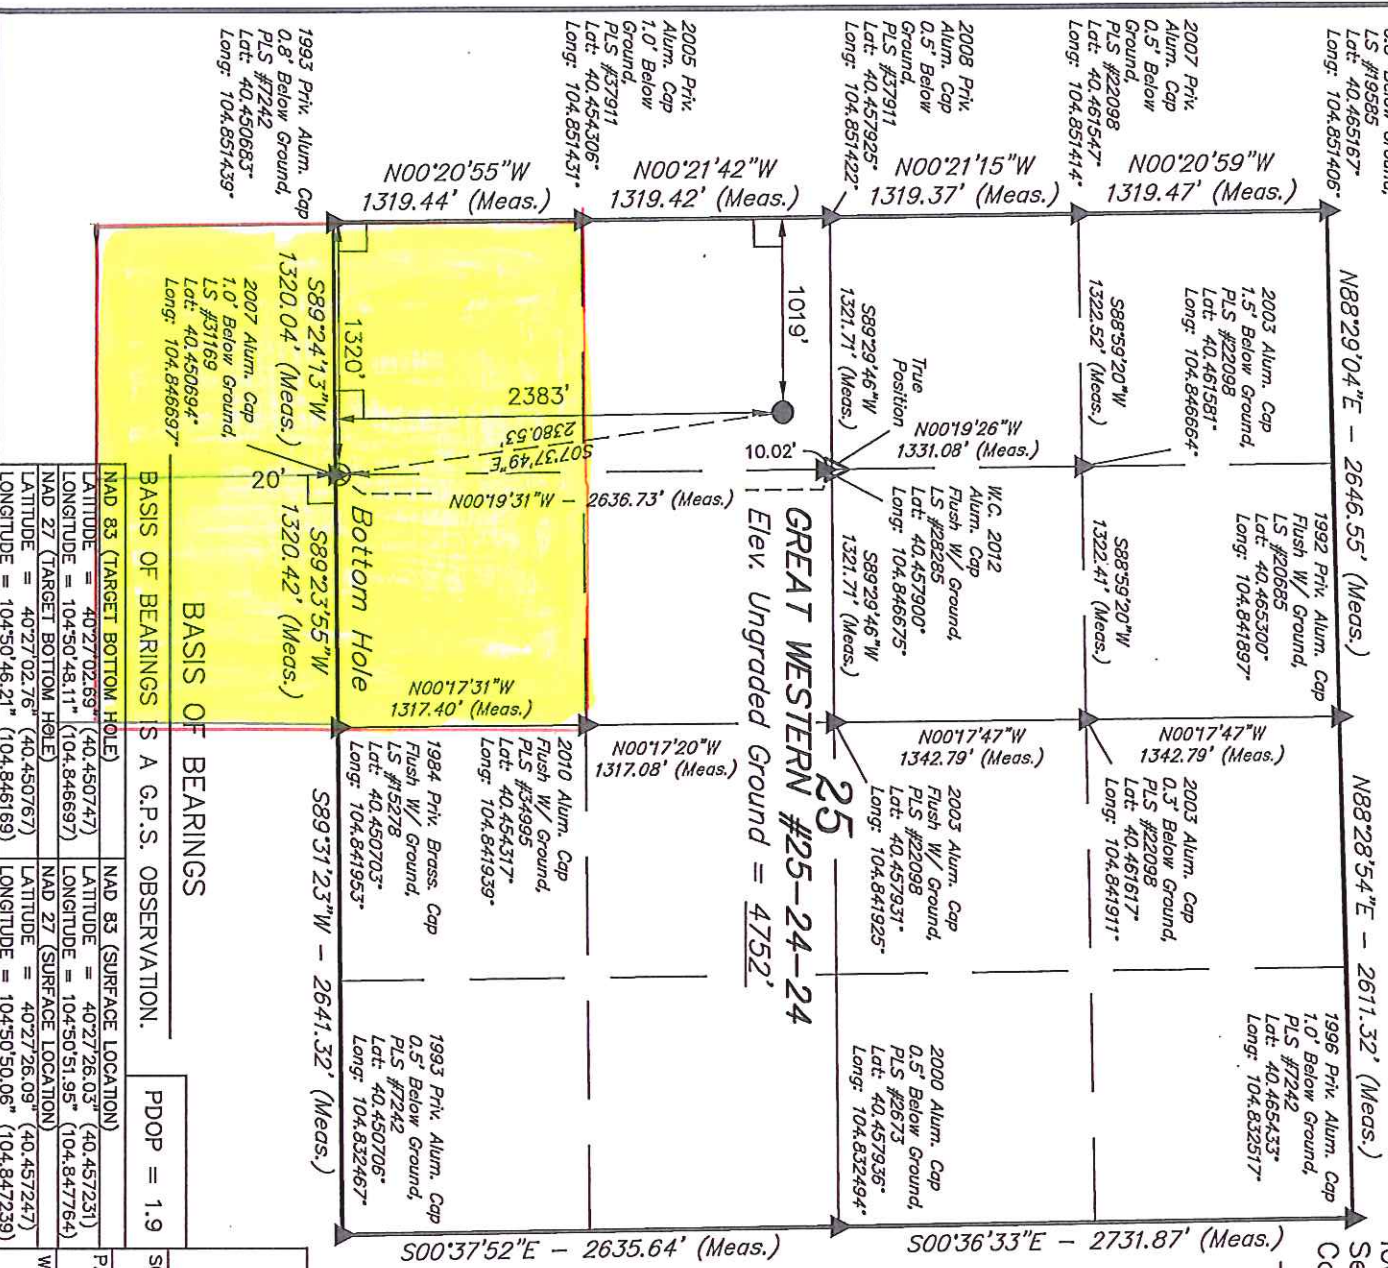 LS #19585
Lat: 40.465167°
Long: 104.851406°
2007 Priv.
Alum. Cap
0.5' Below
Ground,
PLS #22098
Lat: 40.461547°
Long: 104.851414°
2008 Priv.
Alum. Cap
0.5' Below
Ground,
PLS #37911
Lat: 40.457925°
Long: 104.851422°
2005 Priv.
Alum. Cap
1.0' Below
Ground,
PLS #37911
Lat: 40.454306°
Long: 104.851431°
1993 Priv. Alum. Cap
0.8' Below Ground,
PLS #7242
Lat: 40.450683°
Long: 104.851439°
N00°20'59"W
1319.47' (Meas.)
N00°21'15"W
1319.37' (Meas.)
N00°21'42"W
1319.42' (Meas.)
N00°20'55"W
1319.44' (Meas.)
N88°29'04"E - 2646.55' (Meas.)
N88°28'54"E - 2611.32' (Meas.)
2003 Alum. Cap
1.5' Below Ground,
PLS #22098
Lat: 40.461581°
Long: 104.846664°
1992 Priv. Alum. Cap
Flush W/ Ground,
LS #20685
Lat: 40.465300°
Long: 104.841897°
1996 Priv. Alum. Cap
1.0' Below Ground,
PLS #7242
Lat: 40.465433°
Long: 104.832517°
S88°59'20"W
1322.52' (Meas.)
S88°59'20"W
1322.41' (Meas.)
N00°19'26"W
1331.08' (Meas.)
N00°17'47"W
1342.79' (Meas.)
N00°17'47"W
1342.79' (Meas.)
2003 Alum. Cap
0.3' Below Ground,
PLS #22098
Lat: 40.461617°
Long: 104.841911°
True
Position
S89°29'46"W
1321.71' (Meas.)
S89°29'46"W
1321.71' (Meas.)
W.C. 2012
Alum. Cap
Flush W/ Ground,
LS #28285
Lat: 40.457900°
Long: 104.846675°
2003 Alum. Cap
Flush W/ Ground,
PLS #22098
Lat: 40.457931°
Long: 104.841925°
2000 Alum. Cap
0.5' Below Ground,
PLS #2673
Lat: 40.457936°
Long: 104.832494°
10.02'
1019'
25
GREAT WESTERN #25-24-24
Elev. Ungraded Ground = 4752'
2383'
S07°37'49"E
2380.53'
N00°19'31"W - 2636.73' (Meas.)
N00°17'20"W
1317.08' (Meas.)
N00°17'31"W
1317.40' (Meas.)
2010 Alum. Cap
Flush W/ Ground,
PLS #34995
Lat: 40.454317°
Long: 104.841939°
1984 Priv. Brass. Cap
Flush W/ Ground,
LS #15278
Lat: 40.450703°
Long: 104.841953°
1993 Priv. Alum. Cap
0.5' Below Ground,
PLS #7242
Lat: 40.450706°
Long: 104.832467°
1320'
20'
Bottom Hole
S89°24'13"W
1320.04' (Meas.)
S89°23'55"W
1320.42' (Meas.)
S89°31'23"W - 2641.32' (Meas.)
2007 Alum. Cap
1.0' Below Ground,
LS #31169
Lat: 40.450694°
Long: 104.846697°
S00°36'33"E - 2731.87' (Meas.)
S00°37'52"E - 2635.64' (Meas.)
BASIS OF BEARINGS
BASIS OF BEARINGS IS A G.P.S. OBSERVATION.
PDOP = 1.9
NAD 83 (TARGET BOTTOM HOLE)
LATITUDE = 40°27'02.69" (40.450747)
LONGITUDE = 104°50'48.11" (104.846697)
NAD 27 (TARGET BOTTOM HOLE)
LATITUDE = 40°27'02.76" (40.450767)
LONGITUDE = 104°50'46.21" (104.846169)
NAD 83 (SURFACE LOCATION)
LATITUDE = 40°27'26.03" (40.457231)
LONGITUDE = 104°50'51.95" (104.847764)
NAD 27 (SURFACE LOCATION)
LATITUDE = 40°27'26.09" (40.457247)
LONGITUDE = 104°50'50.06" (104.847239)